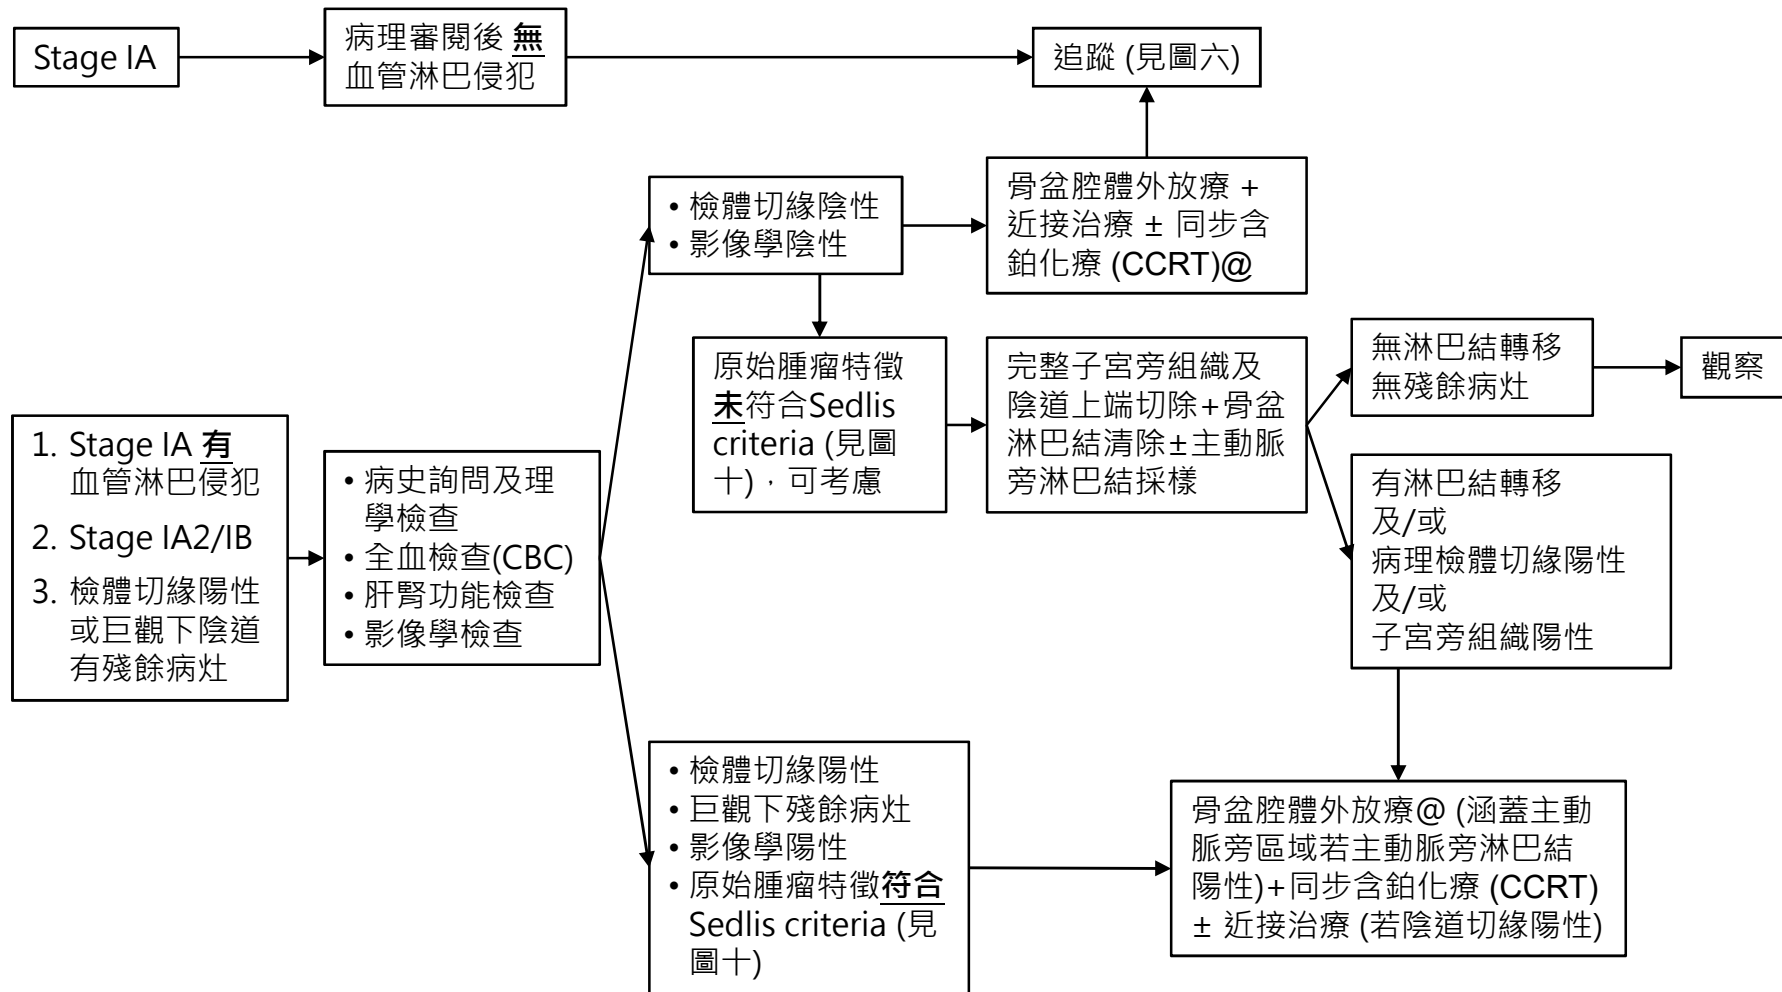 Stage IA
病理審閱後 無
血管淋巴侵犯
追蹤 (見圖六)
• 檢體切緣陰性
• 影像學陰性
骨盆腔體外放療 +
近接治療 ± 同步含
鉑化療 (CCRT)@
原始腫瘤特徵
未符合Sedlis
criteria (見圖
十)，可考慮
完整子宮旁組織及
陰道上端切除+骨盆
淋巴結清除±主動脈
旁淋巴結採樣
無淋巴結轉移
無殘餘病灶
觀察
1. Stage IA 有
血管淋巴侵犯
2. Stage IA2/IB
3. 檢體切緣陽性
或巨觀下陰道
有殘餘病灶
• 病史詢問及理
學檢查
• 全血檢查(CBC)
• 肝腎功能檢查
• 影像學檢查
有淋巴結轉移
及/或
病理檢體切緣陽性
及/或
子宮旁組織陽性
• 檢體切緣陽性
• 巨觀下殘餘病灶
• 影像學陽性
• 原始腫瘤特徵符合
Sedlis criteria (見
圖十)
骨盆腔體外放療@ (涵蓋主動
脈旁區域若主動脈旁淋巴結
陽性)+同步含鉑化療 (CCRT)
± 近接治療 (若陰道切緣陽性)